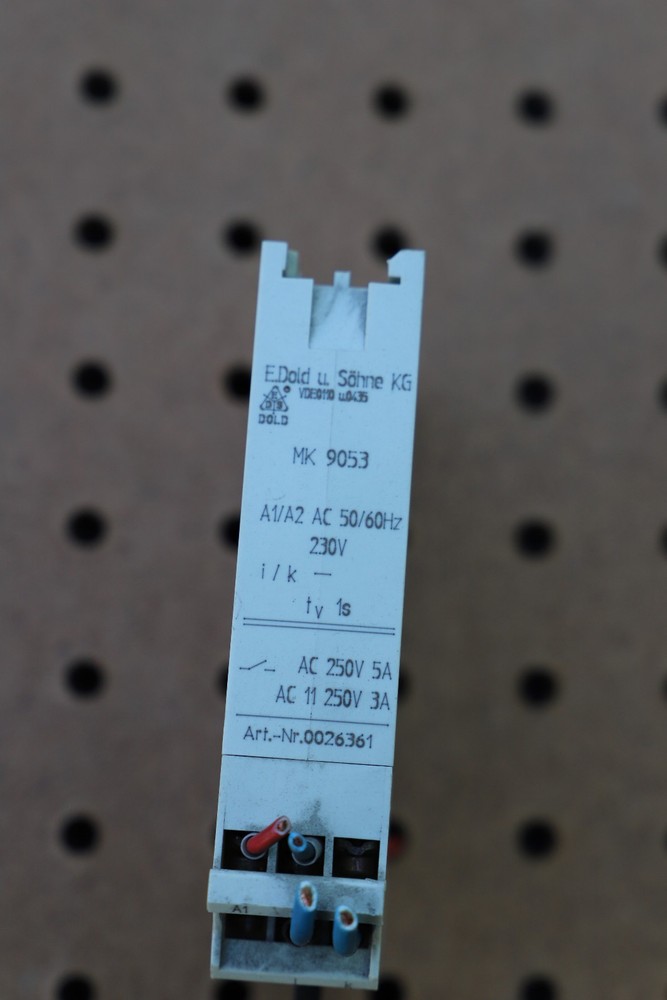 E.Dold u. Söhne KG
VDE0110 u.0435
DOLD
MK 9053
A1/A2 AC 50/60Hz
230V
i / k —
tv 1s
AC 250V 5A
AC 11 250V 3A
Art.-Nr.0026361
A1